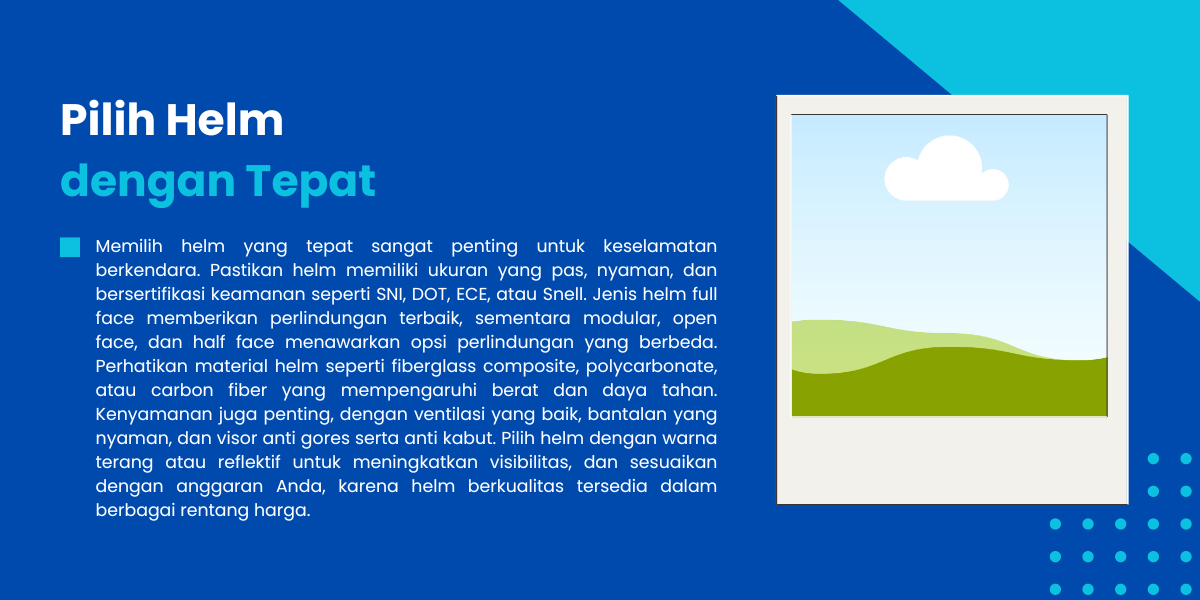 Pilih Helm
dengan Tepat
Memilih helm yang tepat sangat penting untuk keselamatan
berkendara. Pastikan helm memiliki ukuran yang pas, nyaman, dan
bersertifikasi keamanan seperti SNI, DOT, ECE, atau Snell. Jenis helm full
face memberikan perlindungan terbaik, sementara modular, open
face, dan half face menawarkan opsi perlindungan yang berbeda.
Perhatikan material helm seperti fiberglass composite, polycarbonate,
atau carbon fiber yang mempengaruhi berat dan daya tahan.
Kenyamanan juga penting, dengan ventilasi yang baik, bantalan yang
nyaman, dan visor anti gores serta anti kabut. Pilih helm dengan warna
terang atau reflektif untuk meningkatkan visibilitas, dan sesuaikan
dengan anggaran Anda, karena helm berkualitas tersedia dalam
berbagai rentang harga.